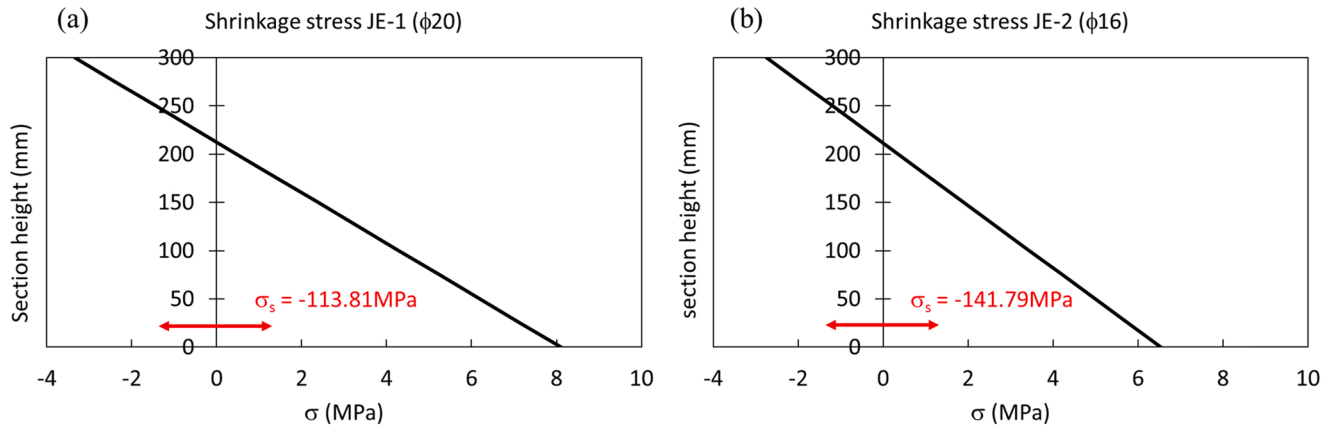 (a)
Shrinkage stress JE-1 (ϕ20)
Section height (mm)
300
250
200
150
100
50
0
σs = -113.81MPa
-4 -2 0 2 4 6 8 10
σ (MPa)
(b)
Shrinkage stress JE-2 (ϕ16)
section height (mm)
300
250
200
150
100
50
0
σs = -141.79MPa
-4 -2 0 2 4 6 8 10
σ (MPa)